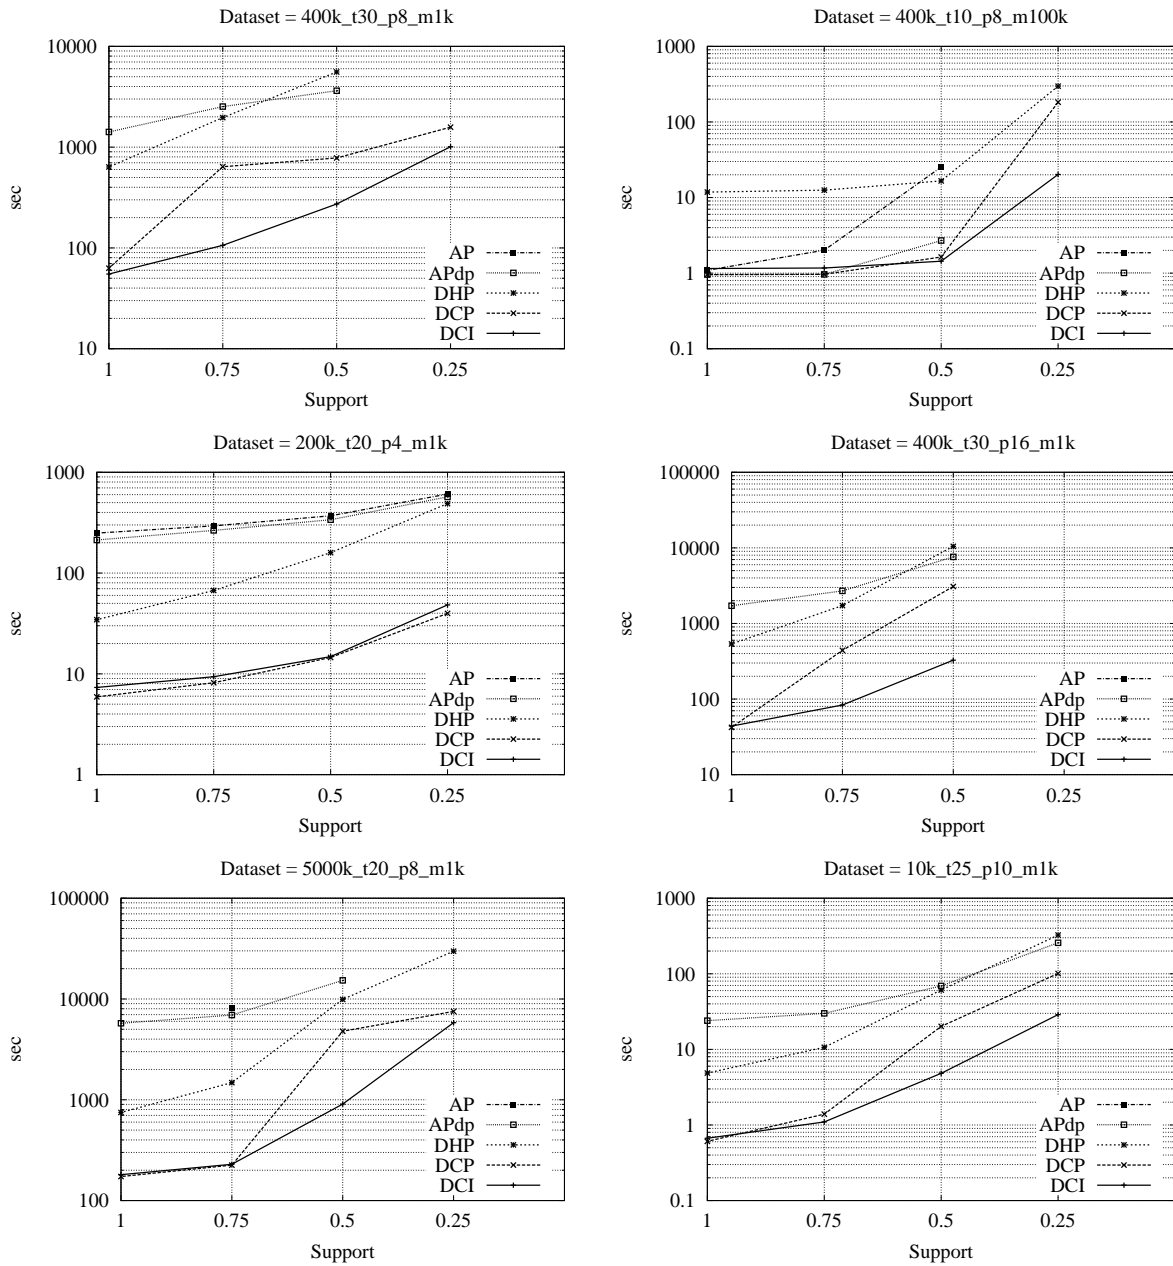 Dataset = 400k_t30_p8_m1k
10000
1000
100
10
sec
AP
APdp
DHP
DCP
DCI
1 0.75 0.5 0.25
Support
Dataset = 400k_t10_p8_m100k
1000
100
10
1
0.1
sec
AP
APdp
DHP
DCP
DCI
1 0.75 0.5 0.25
Support
Dataset = 200k_t20_p4_m1k
1000
100
10
1
sec
AP
APdp
DHP
DCP
DCI
1 0.75 0.5 0.25
Support
Dataset = 400k_t30_p16_m1k
100000
10000
1000
100
10
sec
AP
APdp
DHP
DCP
DCI
1 0.75 0.5 0.25
Support
Dataset = 5000k_t20_p8_m1k
100000
10000
1000
100
sec
AP
APdp
DHP
DCP
DCI
1 0.75 0.5 0.25
Support
Dataset = 10k_t25_p10_m1k
1000
100
10
1
0.1
sec
AP
APdp
DHP
DCP
DCI
1 0.75 0.5 0.25
Support